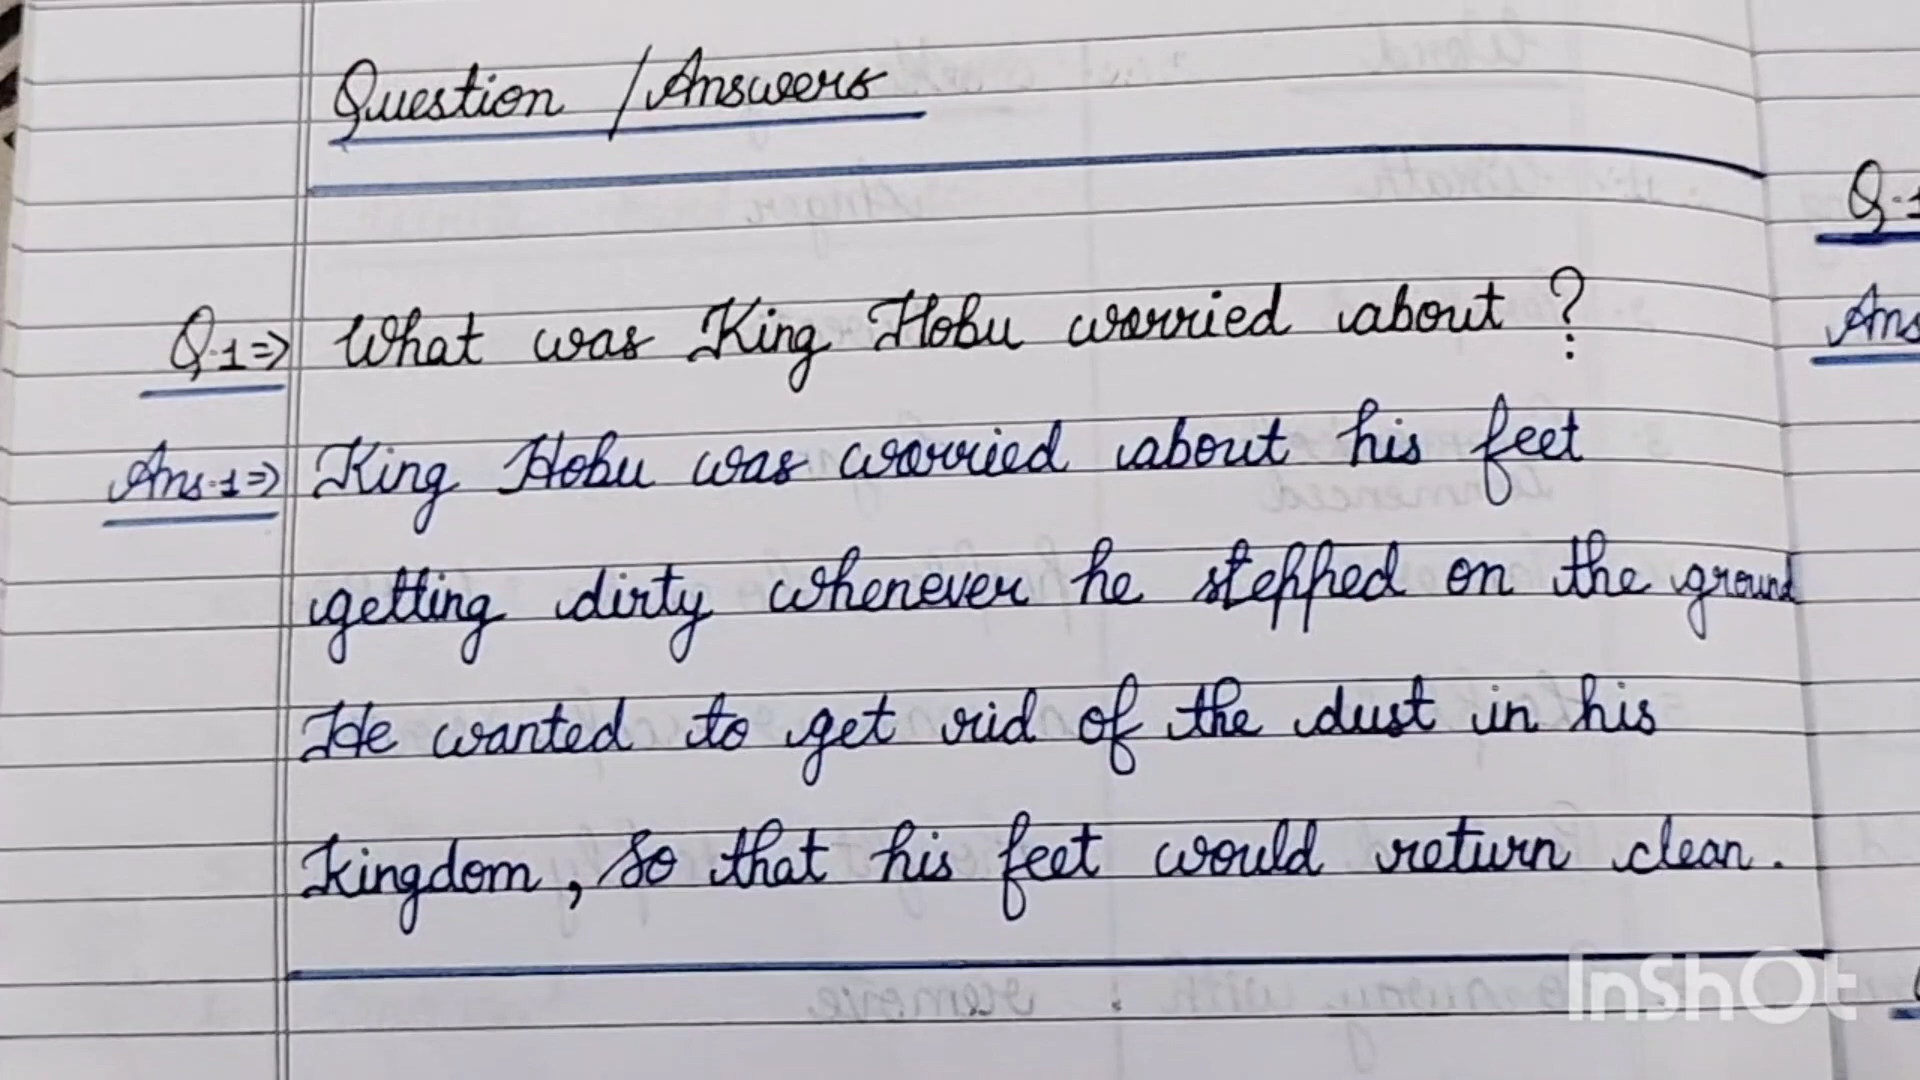 Question / Answers
Q.1⇒ What was King Hobu worried about ?
Ans.1⇒ King Hobu was worried about his feet
getting dirty whenever he stepped on the ground
He wanted to get rid of the dust in his
kingdom, so that his feet would return clean.
Q.1
Ans
InShOt